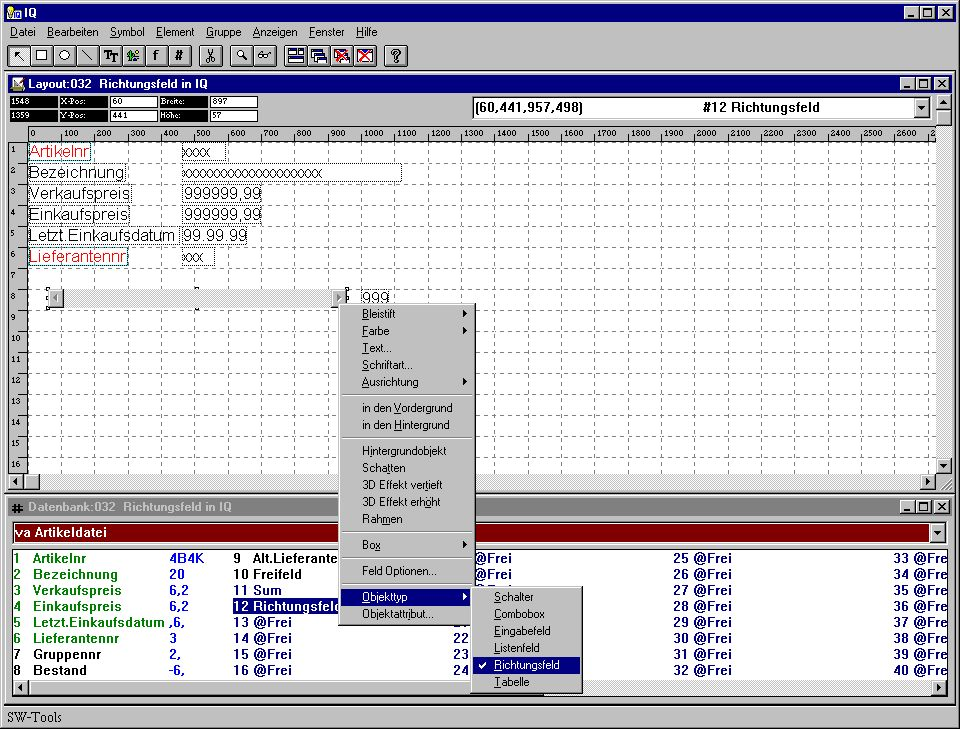 IQ
Datei Bearbeiten Symbol Element Gruppe Anzeigen Fenster Hilfe
TT f # ?
Layout:032 Richtungsfeld in IQ
1548 X-Pos: 60 Breite: 897
1359 Y-Pos: 441 Höhe: 57
(60,441,957,498) #12 Richtungsfeld
0 100 200 300 400 500 600 700 800 900 1000 1100 1200 1300 1400 1500 1600 1700 1800 1900 2000 2100 2200 2300 2400 2500 2600 2
1 Artikelnr xxxx
2 Bezeichnung xxxxxxxxxxxxxxxxxxxx
3 Verkaufspreis 999999,99
4 Einkaufspreis 999999,99
5 Letzt.Einkaufsdatum 99.99.99
6 Lieferantennr xxx
7
8 999
9
10
11
12
13
14
15
16
Bleistift
Farbe
Text...
Schriftart...
Ausrichtung
in den Vordergrund
in den Hintergrund
Hintergrundobjekt
Schatten
3D Effekt vertieft
3D Effekt erhöht
Rahmen
Box
Feld Optionen...
Objekttyp
Objektattribut...
Schalter
Combobox
Eingabefeld
Listenfeld
Richtungsfeld
Tabelle
# Datenbank:032 Richtungsfeld in IQ
va Artikeldatei
1 Artikelnr 4B4K 9 Alt.Lieferante @Frei 25 @Frei 33 @Fre
2 Bezeichnung 20 10 Freifeld @Frei 26 @Frei 34 @Fre
3 Verkaufspreis 6,2 11 Sum 27 @Frei 35 @Fre
4 Einkaufspreis 6,2 12 Richtungsfeld 28 @Frei 36 @Fre
5 Letzt.Einkaufsdatum ,6, 13 @Frei 21 29 @Frei 37 @Fre
6 Lieferantennr 3 14 @Frei 22 30 @Frei 38 @Fre
7 Gruppennr 2, 15 @Frei 23 31 @Frei 39 @Fre
8 Bestand -6, 16 @Frei 24 32 @Frei 40 @Fre
SW-Tools